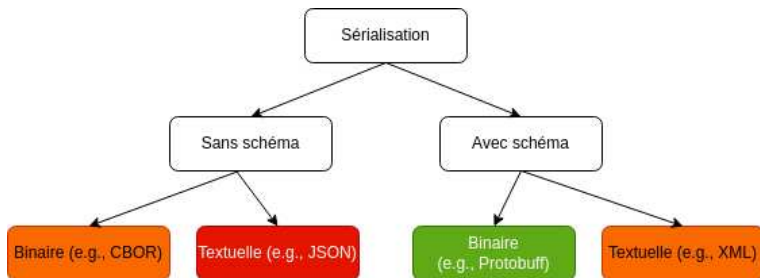 Sérialisation
Sans schéma
Avec schéma
Binaire (e.g., CBOR)
Textuelle (e.g., JSON)
Binaire
(e.g., Protobuff)
Textuelle (e.g., XML)